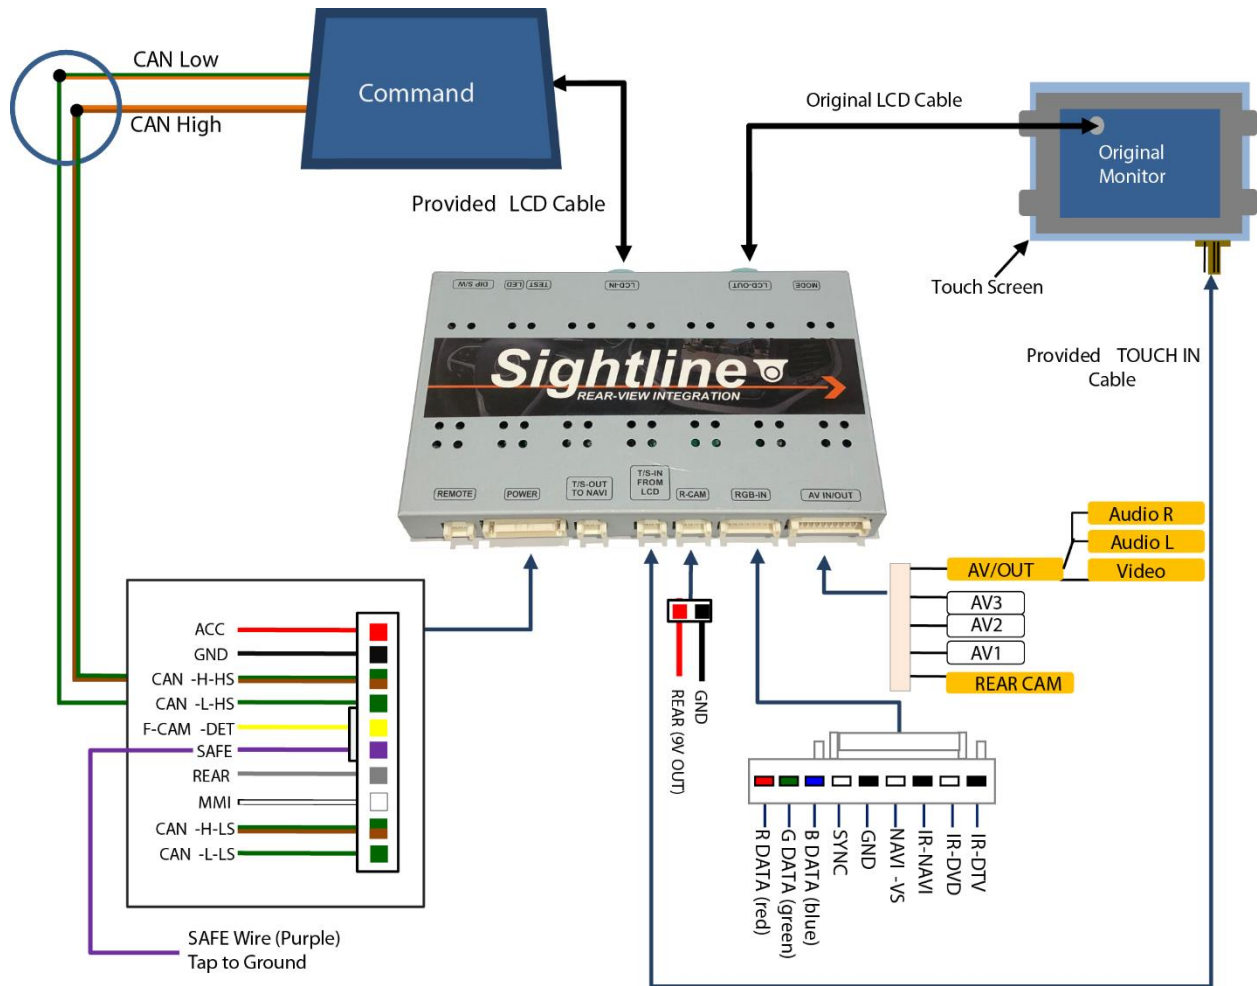 CAN Low
Command
CAN High
Provided LCD Cable
Original LCD Cable
Original
Monitor
Touch Screen
Provided TOUCH IN
Cable
DIP S/W
LED
TEST
LCD-IN
LCD-OUT
MODE
Sightline
REAR-VIEW INTEGRATION
REMOTE
POWER
T/S-OUT
TO NAVI
T/S-IN
FROM
LCD
R-CAM
RGB-IN
AV IN/OUT
ACC
GND
CAN -H-HS
CAN -L-HS
F-CAM -DET
SAFE
REAR
MMI
CAN -H-LS
CAN -L-LS
SAFE Wire (Purple)
Tap to Ground
REAR (9V OUT)
GND
AV/OUT
Audio R
Audio L
Video
AV3
AV2
AV1
REAR CAM
R DATA (red)
G DATA (green)
B DATA (blue)
SYNC
GND
NAVI -VS
IR-NAVI
IR-DVD
IR-DTV